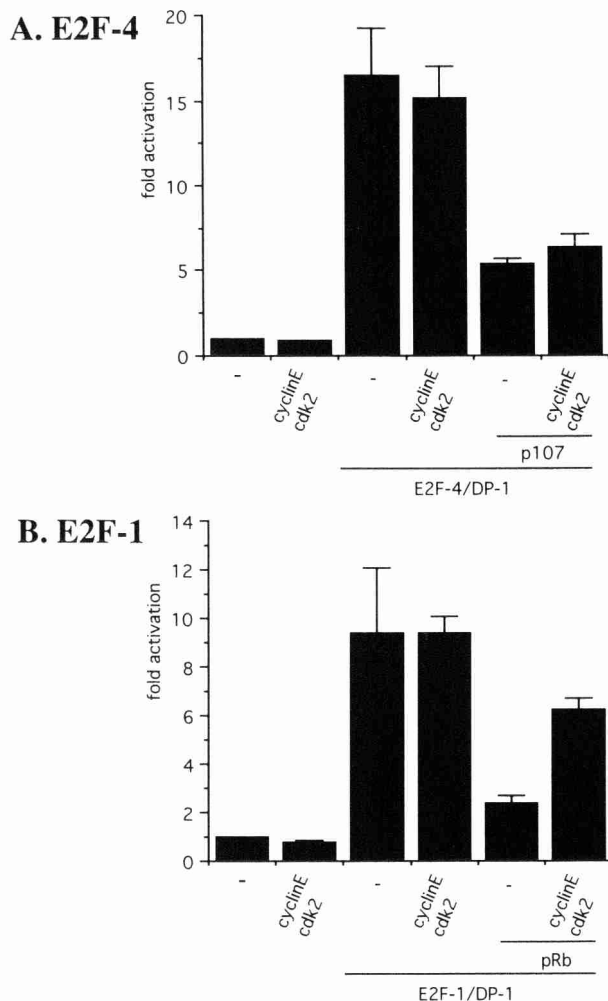 A. E2F-4
20
15
10
5
0
fold activation
-
cyclinE
cdk2
-
cyclinE
cdk2
-
cyclinE
cdk2
p107
E2F-4/DP-1
B. E2F-1
14
12
10
8
6
4
2
0
fold activation
-
cyclinE
cdk2
-
cyclinE
cdk2
-
cyclinE
cdk2
pRb
E2F-1/DP-1